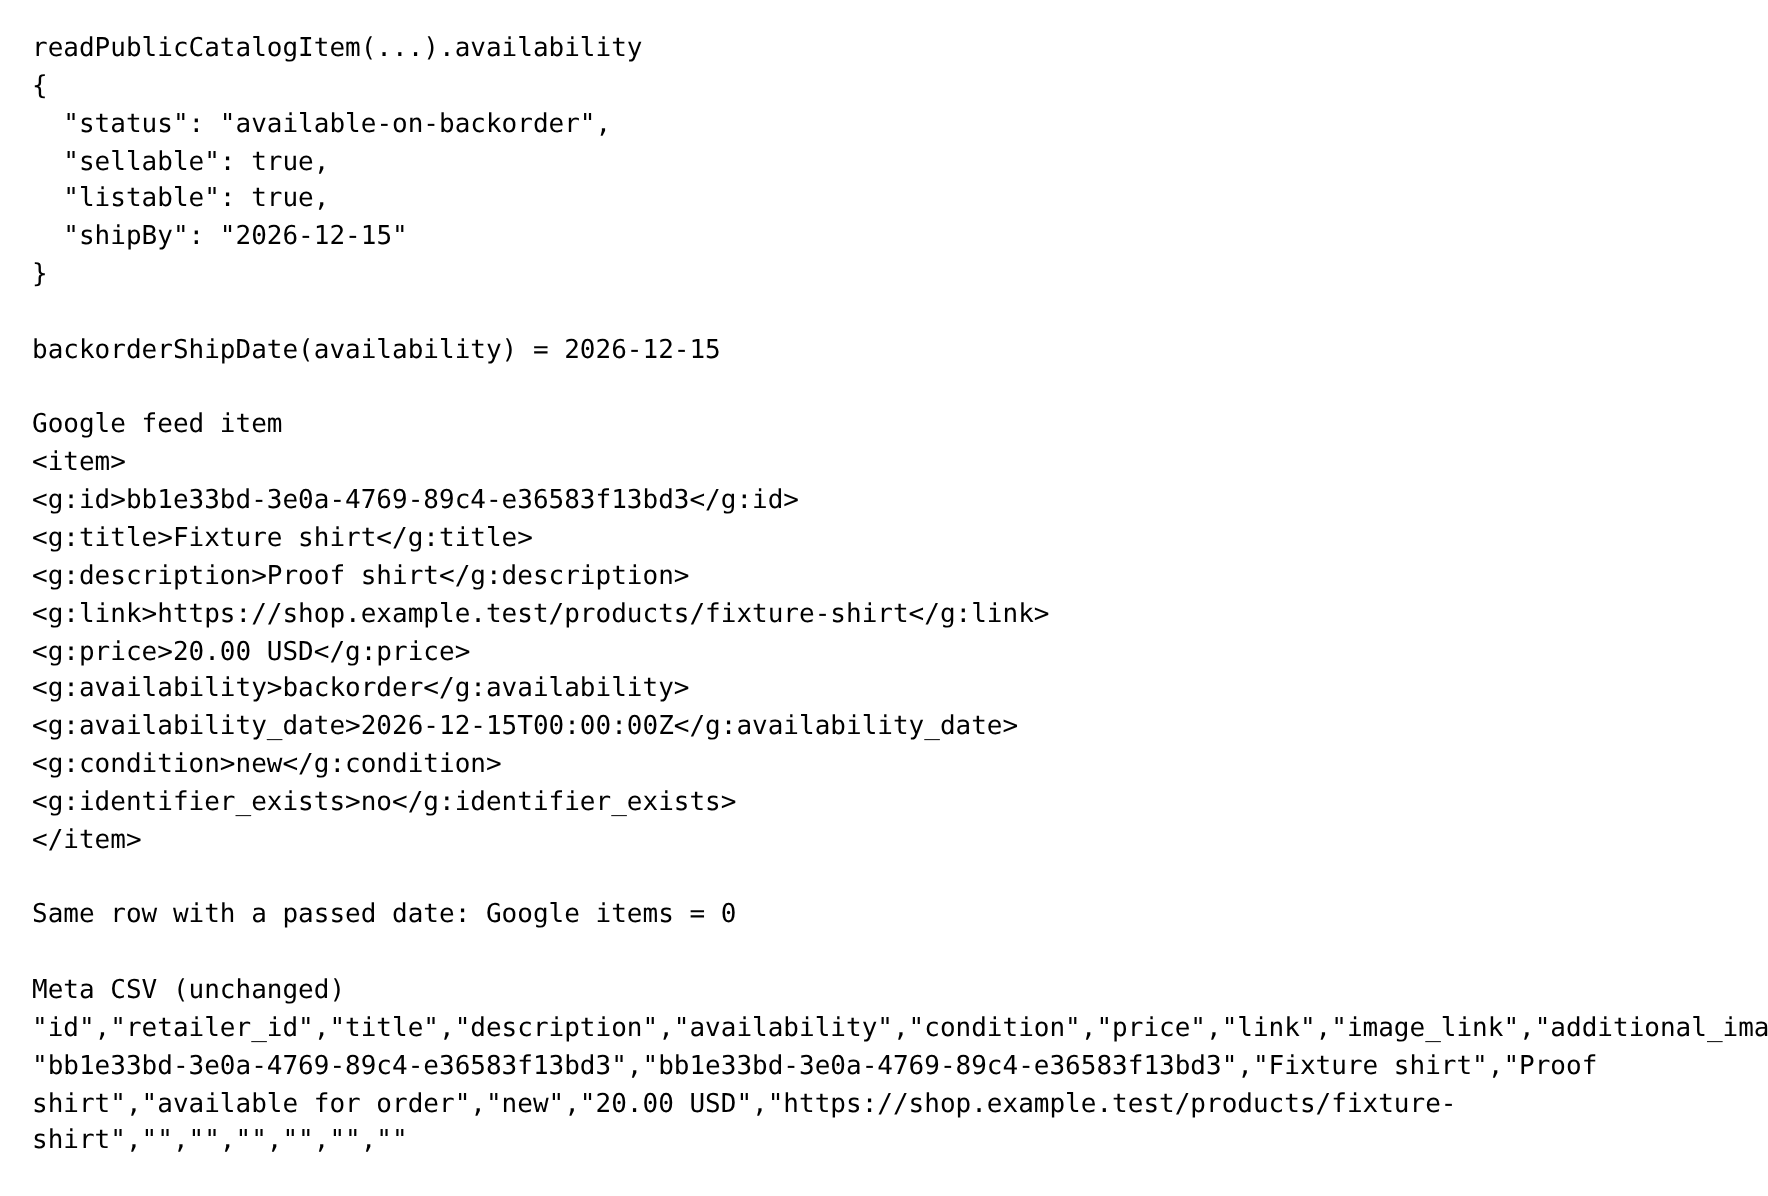 readPublicCatalogItem(...).availability
{
  "status": "available-on-backorder",
  "sellable": true,
  "listable": true,
  "shipBy": "2026-12-15"
}

backorderShipDate(availability) = 2026-12-15

Google feed item
<item>
<g:id>bb1e33bd-3e0a-4769-89c4-e36583f13bd3</g:id>
<g:title>Fixture shirt</g:title>
<g:description>Proof shirt</g:description>
<g:link>https://shop.example.test/products/fixture-shirt</g:link>
<g:price>20.00 USD</g:price>
<g:availability>backorder</g:availability>
<g:availability_date>2026-12-15T00:00:00Z</g:availability_date>
<g:condition>new</g:condition>
<g:identifier_exists>no</g:identifier_exists>
</item>

Same row with a passed date: Google items = 0

Meta CSV (unchanged)
"id","retailer_id","title","description","availability","condition","price","link","image_link","additional_ima
"bb1e33bd-3e0a-4769-89c4-e36583f13bd3","bb1e33bd-3e0a-4769-89c4-e36583f13bd3","Fixture shirt","Proof
shirt","available for order","new","20.00 USD","https://shop.example.test/products/fixture-
shirt","","","","","",""